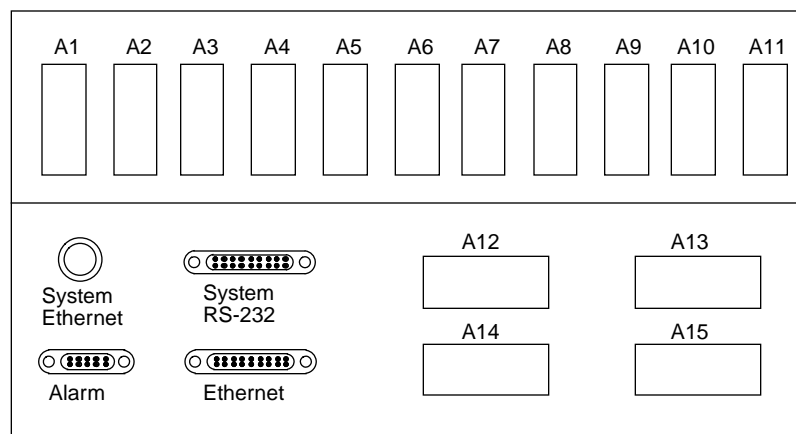 A1 A2 A3 A4 A5 A6 A7 A8 A9 A10 A11
A12 A13
System
Ethernet
System
RS-232
A14 A15
Alarm
Ethernet